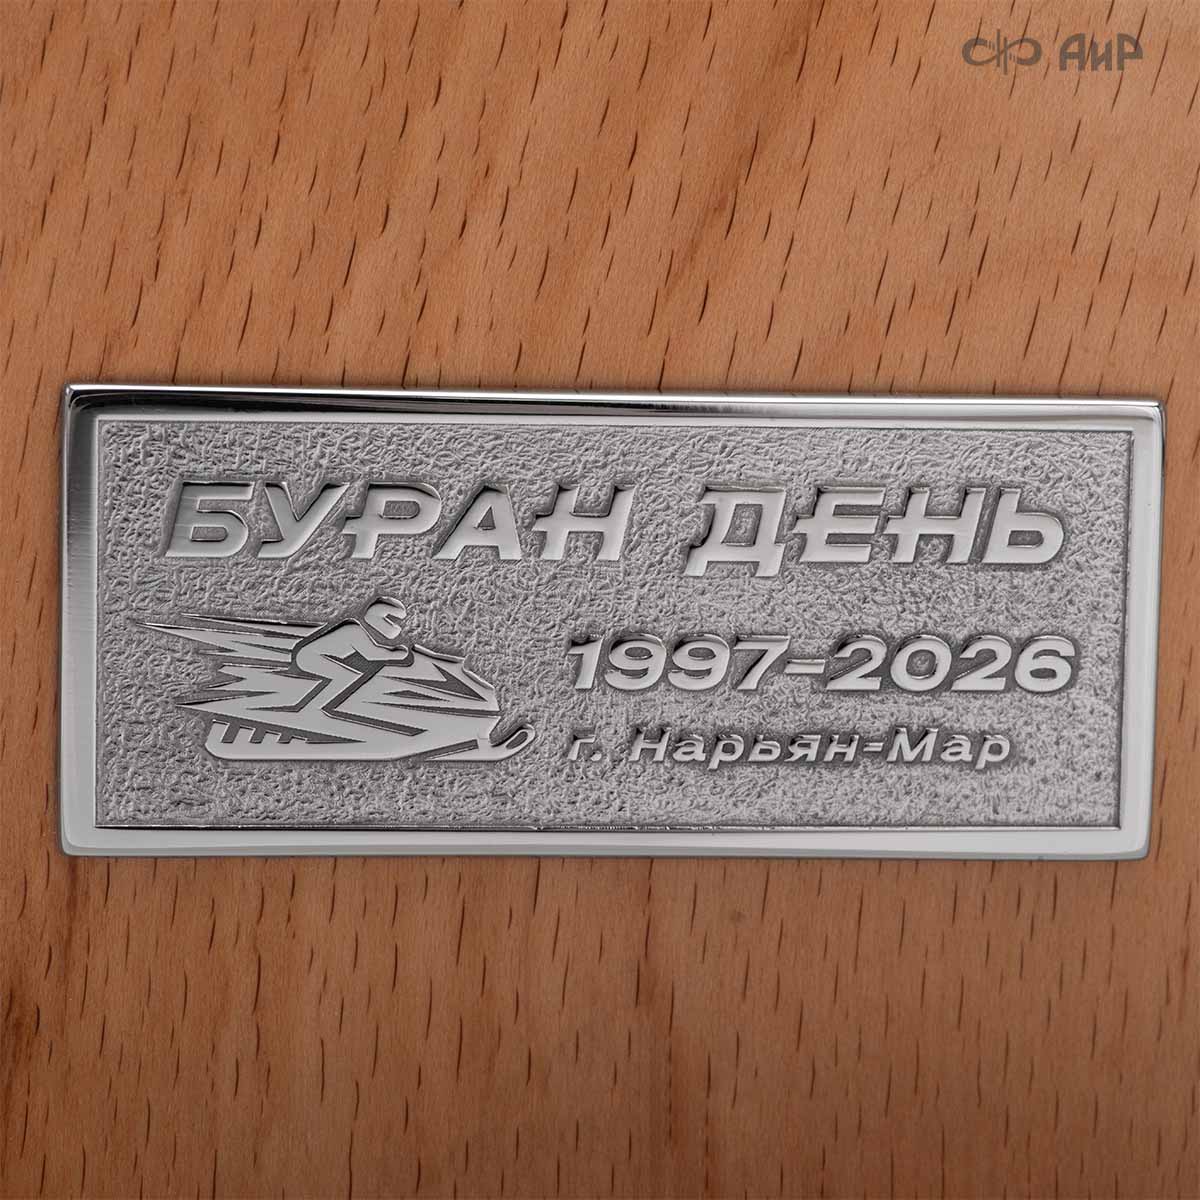 АиР
БУРАН ДЕНЬ
1997-2026
г. Нарьян-Мар